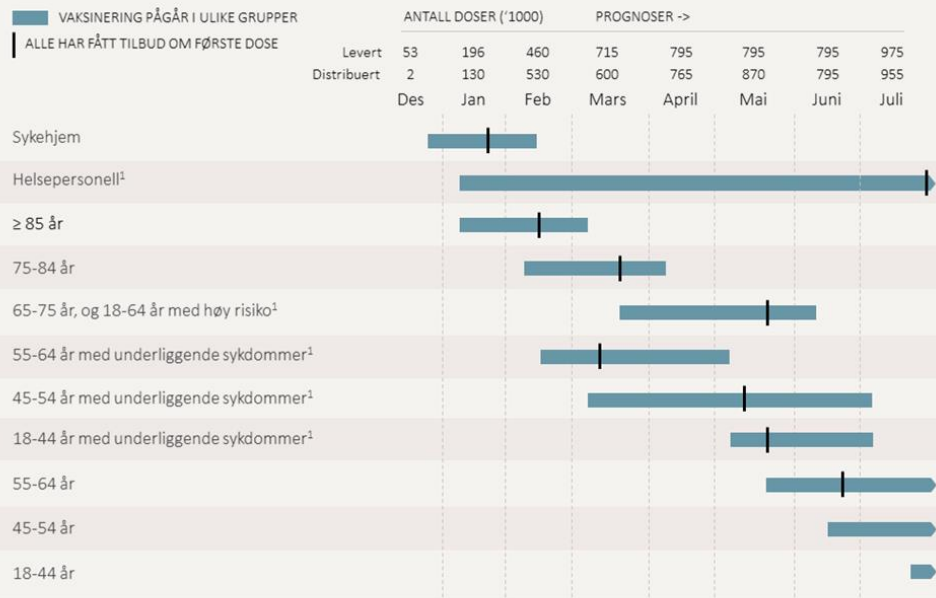 VAKSINERING PÅGÅR I ULIKE GRUPPER
ALLE HAR FÅTT TILBUD OM FØRSTE DOSE
ANTALL DOSER (‘1000) PROGNOSER ->
Levert 53 196 460 715 795 795 795 975
Distribuert 2 130 530 600 765 870 795 955
Des Jan Feb Mars April Mai Juni Juli
Sykehjem
Helsepersonell¹
≥ 85 år
75-84 år
65-75 år, og 18-64 år med høy risiko¹
55-64 år med underliggende sykdommer¹
45-54 år med underliggende sykdommer¹
18-44 år med underliggende sykdommer¹
55-64 år
45-54 år
18-44 år